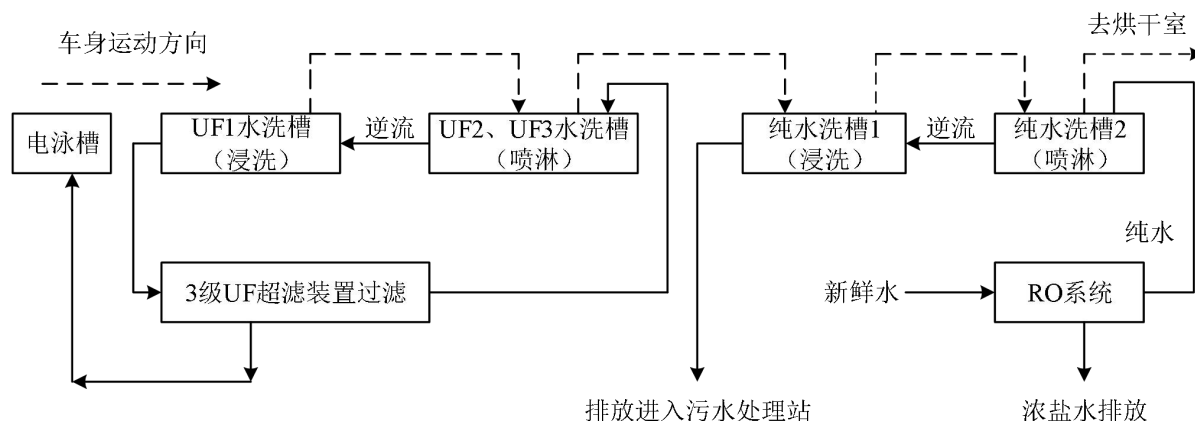 去烘干室
车身运动方向
电泳槽
UF1水洗槽
（浸洗）
逆流
UF2、UF3水洗槽
（喷淋）
纯水洗槽1
（浸洗）
逆流
纯水洗槽2
（喷淋）
纯水
3级UF超滤装置过滤
新鲜水
RO系统
排放进入污水处理站
浓盐水排放